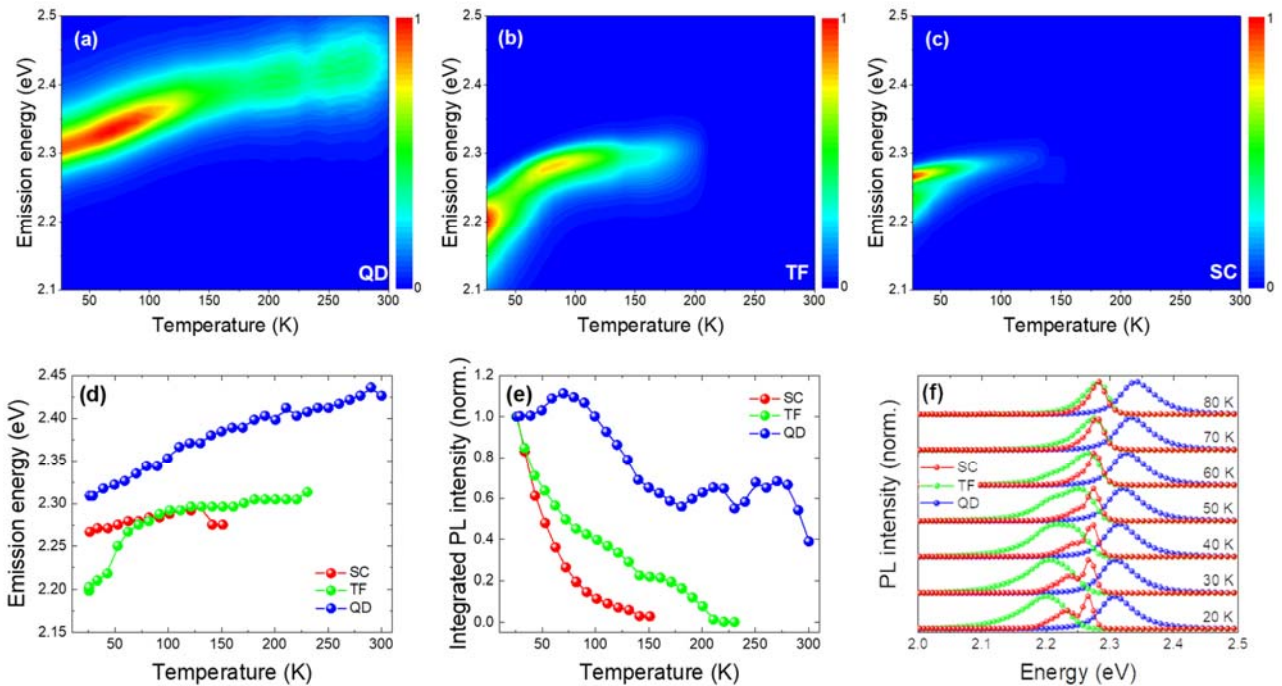 (a)
1
0
QD
2.5
2.4
2.3
2.2
2.1
50 100 150 200 250 300
Emission energy (eV)
Temperature (K)
(b)
1
0
TF
2.5
2.4
2.3
2.2
2.1
50 100 150 200 250 300
Emission energy (eV)
Temperature (K)
(c)
1
0
SC
2.5
2.4
2.3
2.2
2.1
50 100 150 200 250 300
Emission energy (eV)
Temperature (K)
(d)
2.45
2.40
2.35
2.30
2.25
2.20
2.15
50 100 150 200 250 300
Emission energy (eV)
Temperature (K)
SC
TF
QD
(e)
1.2
1.0
0.8
0.6
0.4
0.2
0.0
50 100 150 200 250 300
Integrated PL intensity (norm.)
Temperature (K)
SC
TF
QD
(f)
80 K
70 K
60 K
50 K
40 K
30 K
20 K
SC
TF
QD
PL intensity (norm.)
2.0 2.1 2.2 2.3 2.4 2.5
Energy (eV)